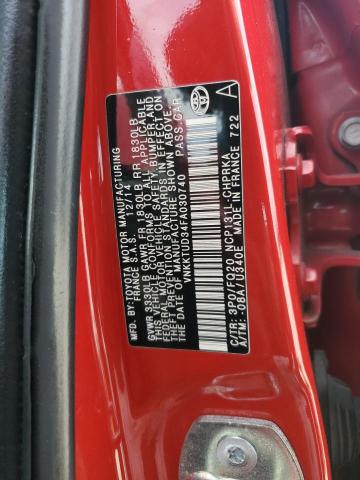 MFD. BY: TOYOTA MOTOR MANUFACTURING
FRANCE S.A.S. 12/14
GVWR 3330LB GAWR FR 1830LB RR 1830LB
THIS VEHICLE CONFORMS TO ALL APPLICABLE
FEDERAL MOTOR VEHICLE SAFETY BUMPER, AND
THEFT PREVENTION STANDARDS IN EFFECT ON
THE DATE OF MANUFACTURE SHOWN ABOVE.
VNKKTUD34FA030740 PASS.CAR
C/TR: 3P0/FQ20 NCP131L-CHPRKA
A/TM: -08A/U340E MADE IN FRANCE 722
A